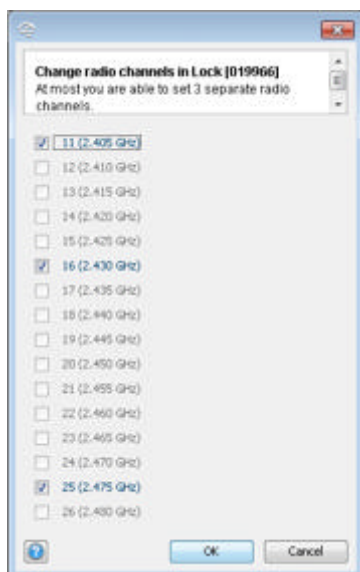 Change radio channels in Lock [019966]
At most you are able to set 3 separate radio
channels.
11 (2.405 GHz)
12 (2.410 GHz)
13 (2.415 GHz)
14 (2.420 GHz)
15 (2.425 GHz)
16 (2.430 GHz)
17 (2.435 GHz)
18 (2.440 GHz)
19 (2.445 GHz)
20 (2.450 GHz)
21 (2.455 GHz)
22 (2.460 GHz)
23 (2.465 GHz)
24 (2.470 GHz)
25 (2.475 GHz)
26 (2.480 GHz)
?
OK
Cancel